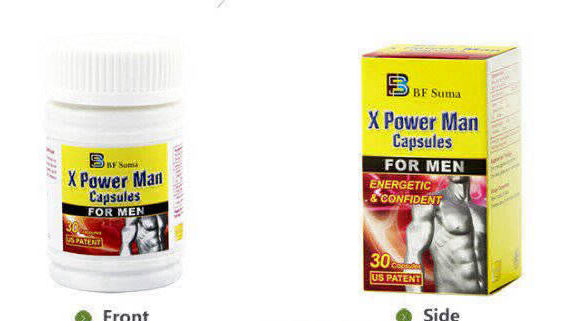 BF Suma
X Power Man
Capsules
FOR MEN
30 Capsules
US PATENT
Front
BF Suma
X Power Man
Capsules
FOR MEN
ENERGETIC
& CONFIDENT
30 Capsules
US PATENT
Side